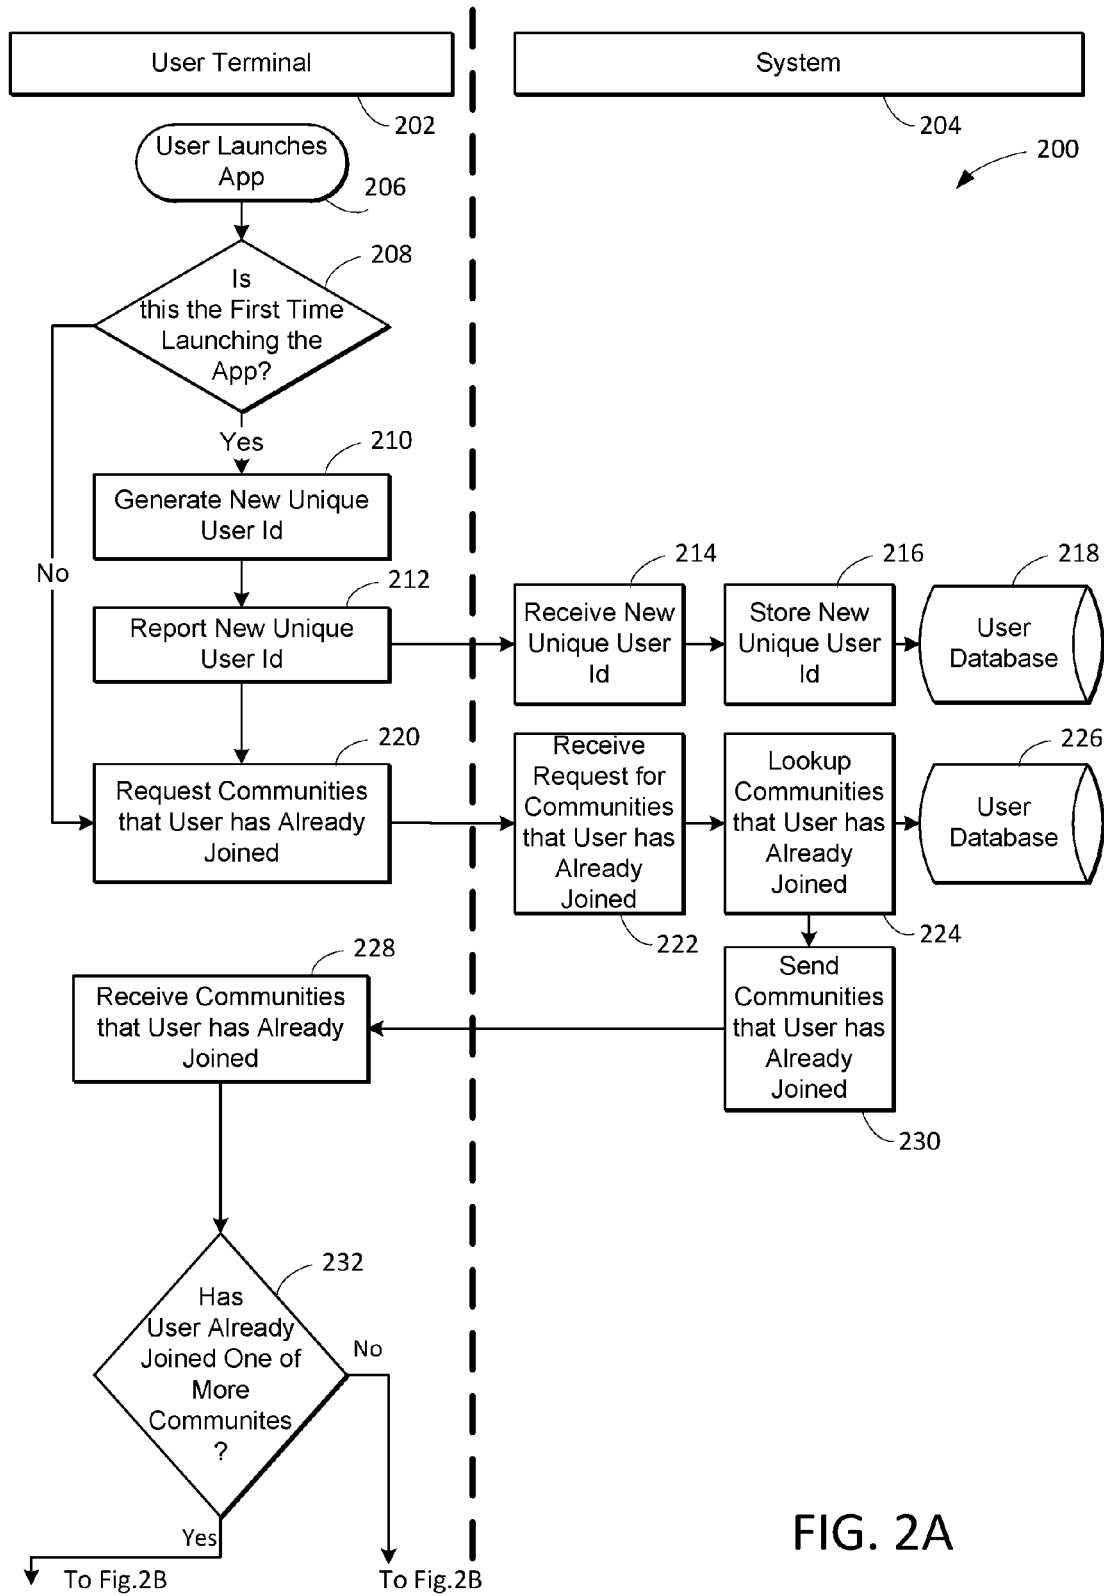 User Terminal
System
202
204
200
User Launches
App
206
208
Is
this the First Time
Launching the
App?
Yes
No
210
Generate New Unique
User Id
212
Report New Unique
User Id
214
Receive New
Unique User
Id
216
Store New
Unique User
Id
218
User
Database
220
Request Communities
that User has Already
Joined
Receive
Request for
Communities
that User has
Already
Joined
222
Lookup
Communities
that User has
Already
Joined
224
226
User
Database
228
Receive Communities
that User has Already
Joined
Send
Communities
that User has
Already
Joined
230
232
Has
User Already
Joined One of
More
Communites
?
No
Yes
To Fig.2B
To Fig.2B
FIG. 2A